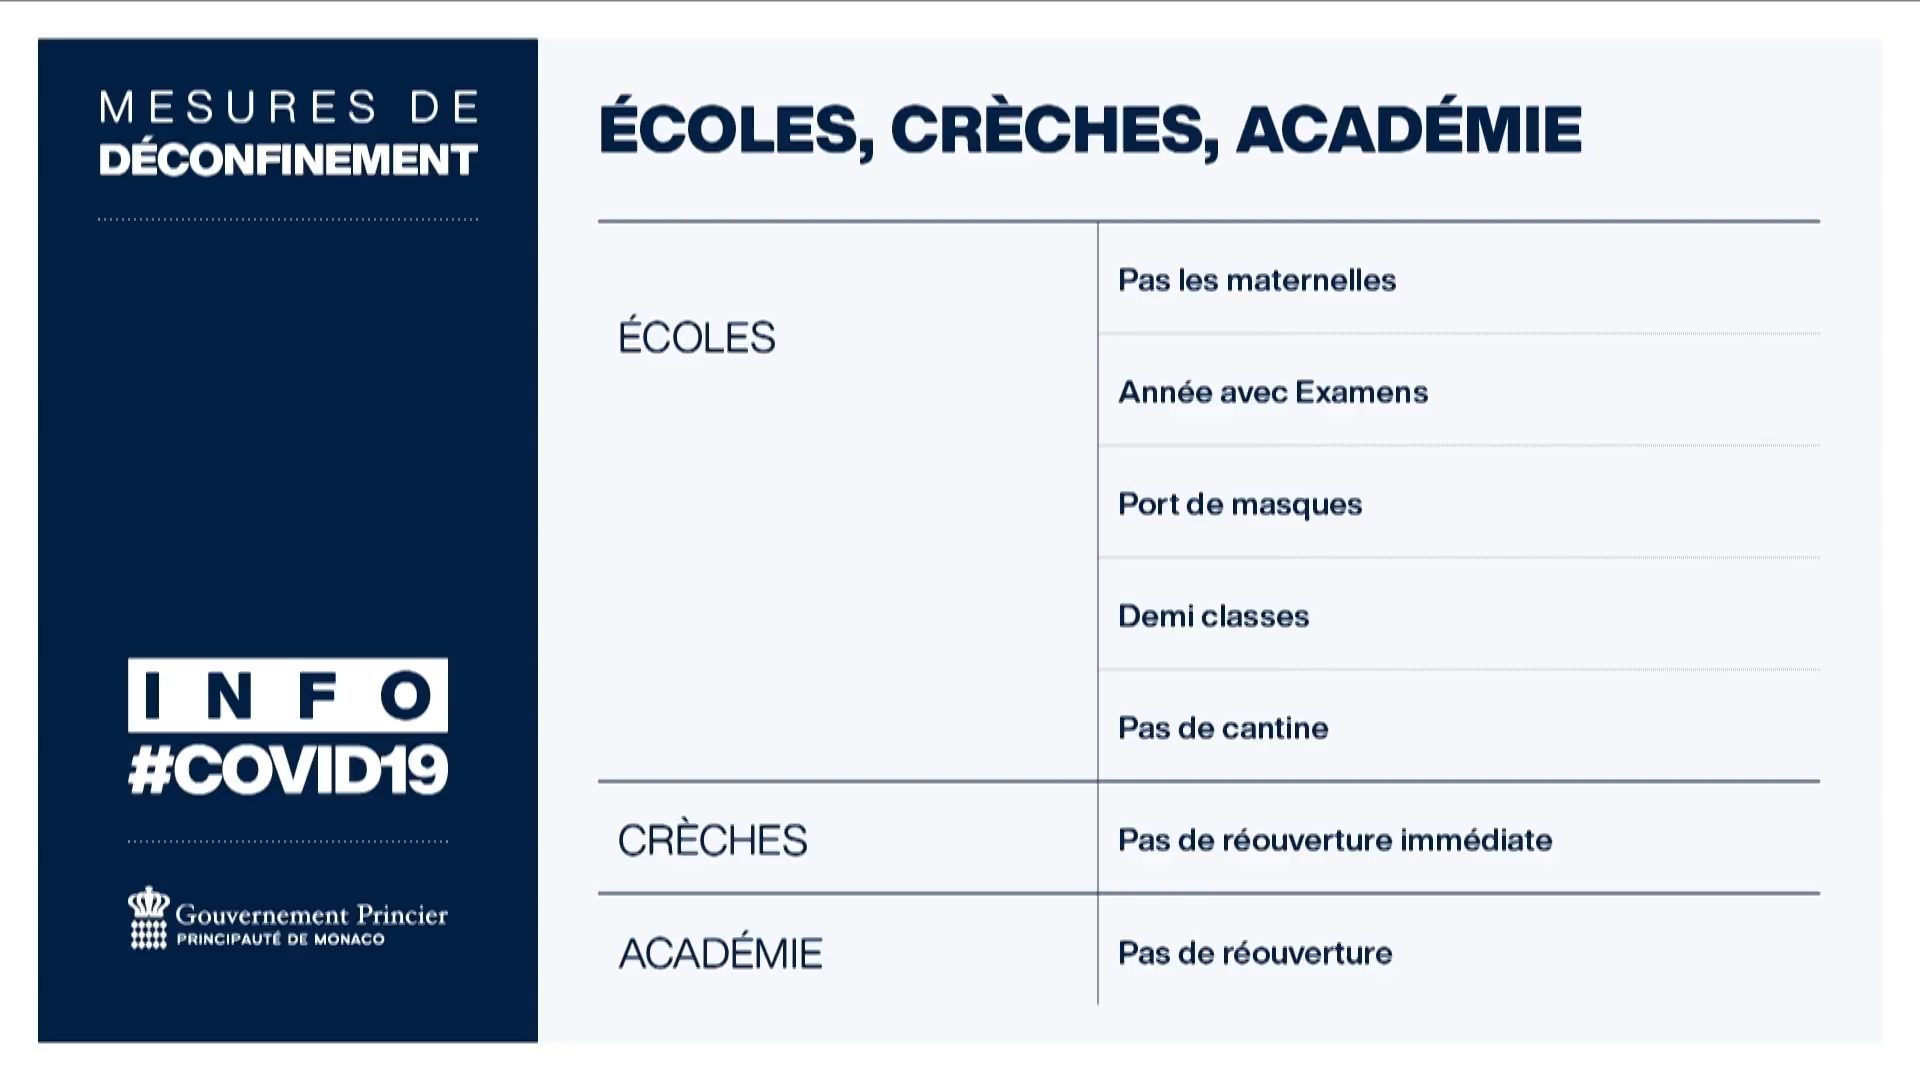 MESURES DE
DÉCONFINEMENT
INFO
#COVID19
Gouvernement Princier
PRINCIPAUTÉ DE MONACO
ÉCOLES, CRÈCHES, ACADÉMIE
ÉCOLES
Pas les maternelles
Année avec Examens
Port de masques
Demi classes
Pas de cantine
CRÈCHES
Pas de réouverture immédiate
ACADÉMIE
Pas de réouverture